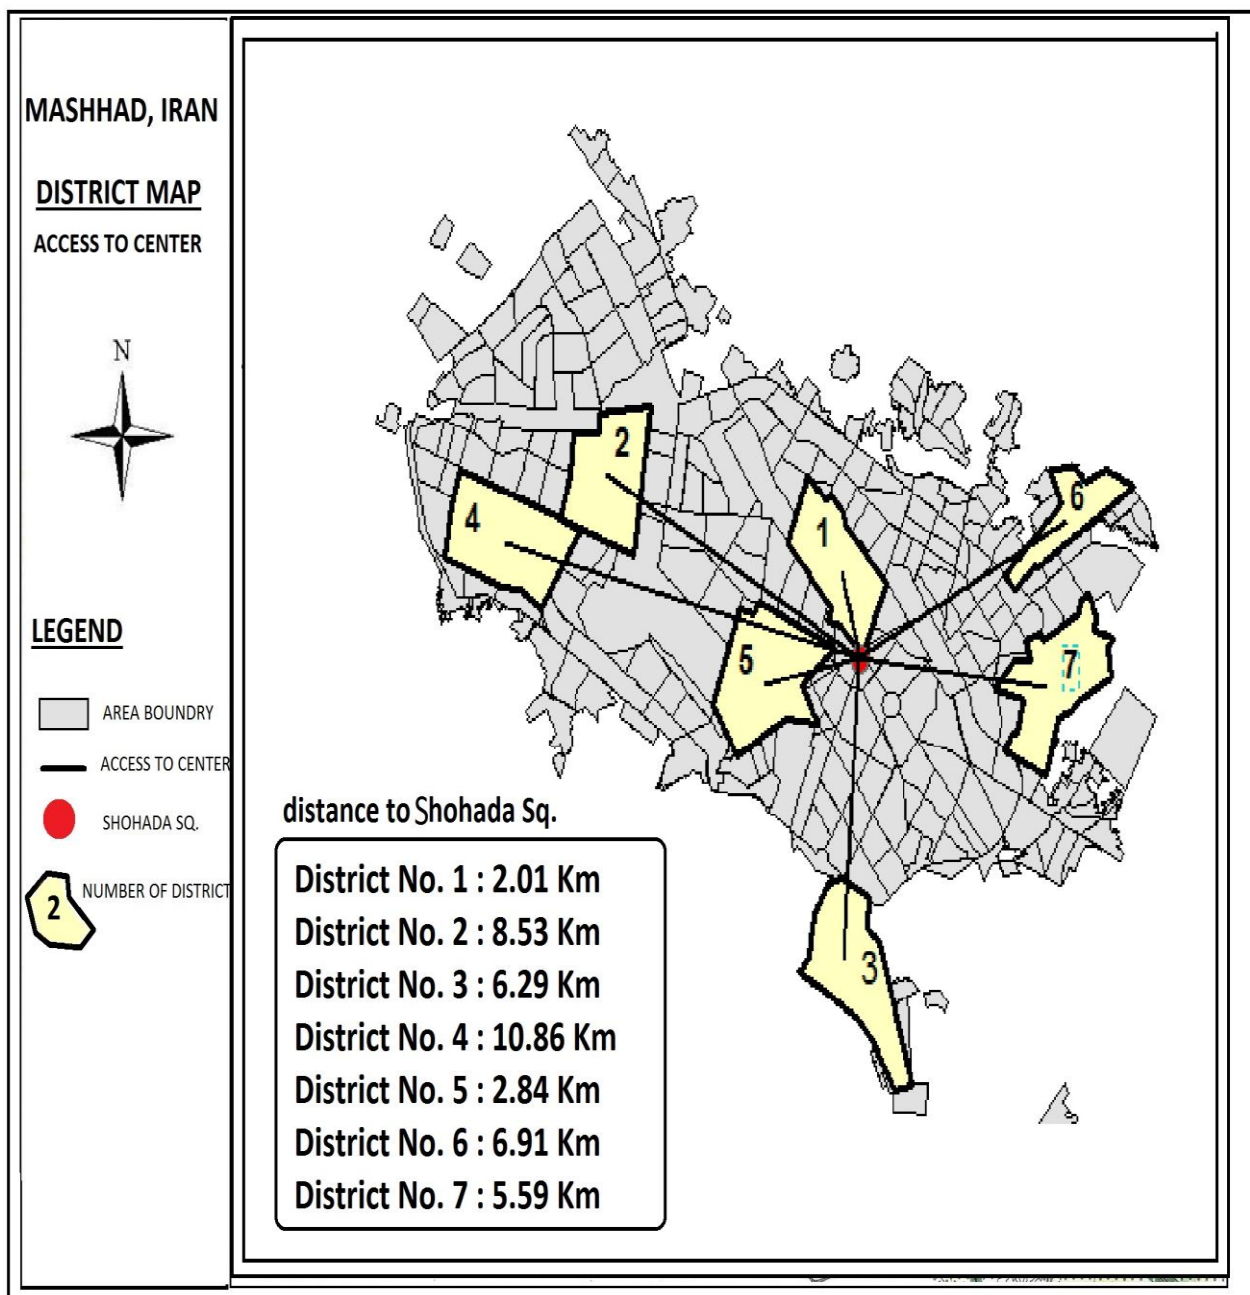 MASHHAD, IRAN
DISTRICT MAP
ACCESS TO CENTER
N
LEGEND
AREA BOUNDRY
ACCESS TO CENTER
SHOHADA SQ.
2
NUMBER OF DISTRICT
2
4
1
6
5
7
3
distance to Shohada Sq.
District No. 1 : 2.01 Km
District No. 2 : 8.53 Km
District No. 3 : 6.29 Km
District No. 4 : 10.86 Km
District No. 5 : 2.84 Km
District No. 6 : 6.91 Km
District No. 7 : 5.59 Km